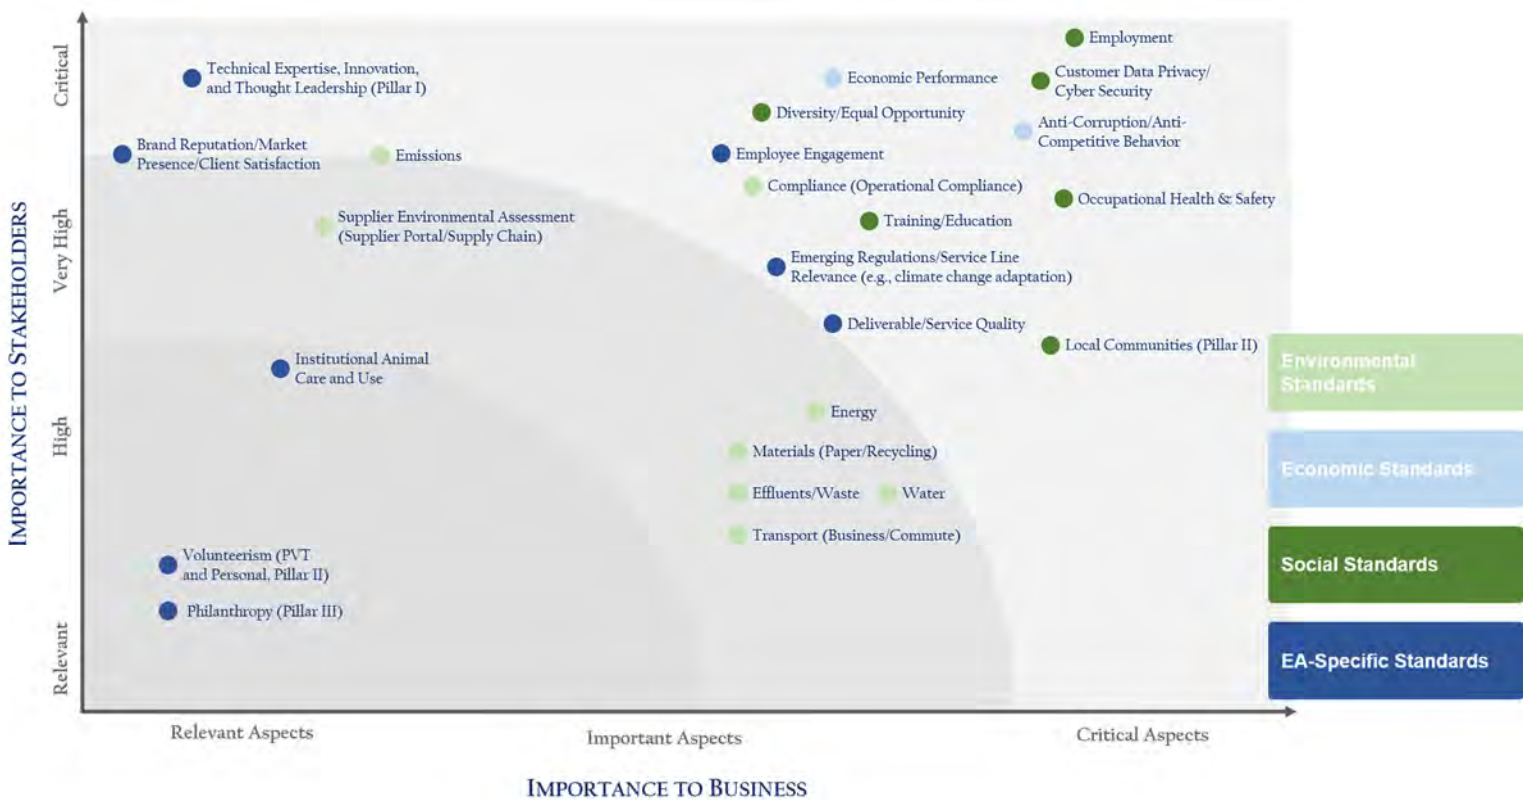 IMPORTANCE TO STAKEHOLDERS
Critical
Very High
High
Relevant
Employment
Technical Expertise, Innovation,
and Thought Leadership (Pillar I)
Economic Performance
Customer Data Privacy/
Cyber Security
Diversity/Equal Opportunity
Anti-Corruption/Anti-
Competitive Behavior
Brand Reputation/Market
Presence/Client Satisfaction
Emissions
Employee Engagement
Compliance (Operational Compliance)
Occupational Health & Safety
Supplier Environmental Assessment
(Supplier Portal/Supply Chain)
Training/Education
Emerging Regulations/Service Line
Relevance (e.g., climate change adaptation)
Deliverable/Service Quality
Local Communities (Pillar II)
Institutional Animal
Care and Use
Energy
Materials (Paper/Recycling)
Effluents/Waste
Water
Transport (Business/Commute)
Volunteerism (PVT
and Personal, Pillar II)
Philanthropy (Pillar III)
Environmental
Standards
Economic Standards
Social Standards
EA-Specific Standards
Relevant Aspects
Important Aspects
Critical Aspects
IMPORTANCE TO BUSINESS